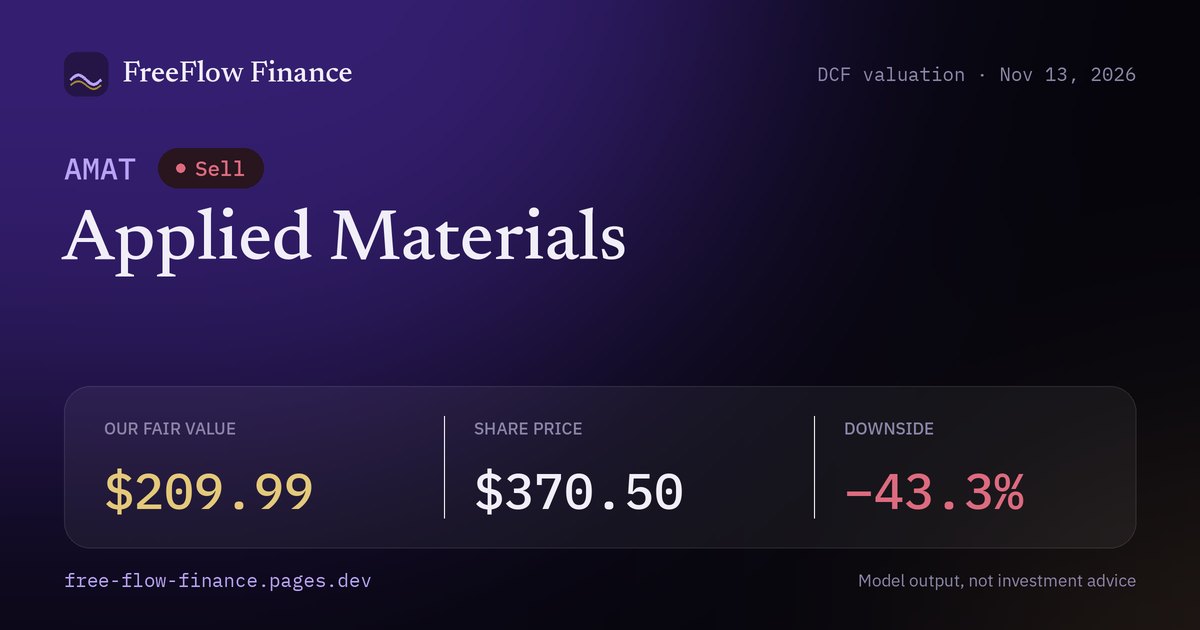 FreeFlow Finance
DCF valuation · Nov 13, 2026
AMAT
Sell
Applied Materials
OUR FAIR VALUE
$209.99
SHARE PRICE
$370.50
DOWNSIDE
−43.3%
free-flow-finance.pages.dev
Model output, not investment advice